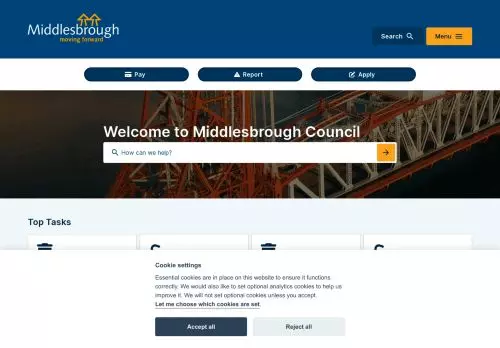 Middlesbrough
moving forward
Search
Menu
Pay
Report
Apply
Welcome to Middlesbrough Council
How can we help?
Top Tasks
Cookie settings
Essential cookies are in place on this website to ensure it functions
correctly. We would also like to set optional analytics cookies to help us
improve it. We will not set optional cookies unless you accept.
Let me choose which cookies are set.
Accept all
Reject all